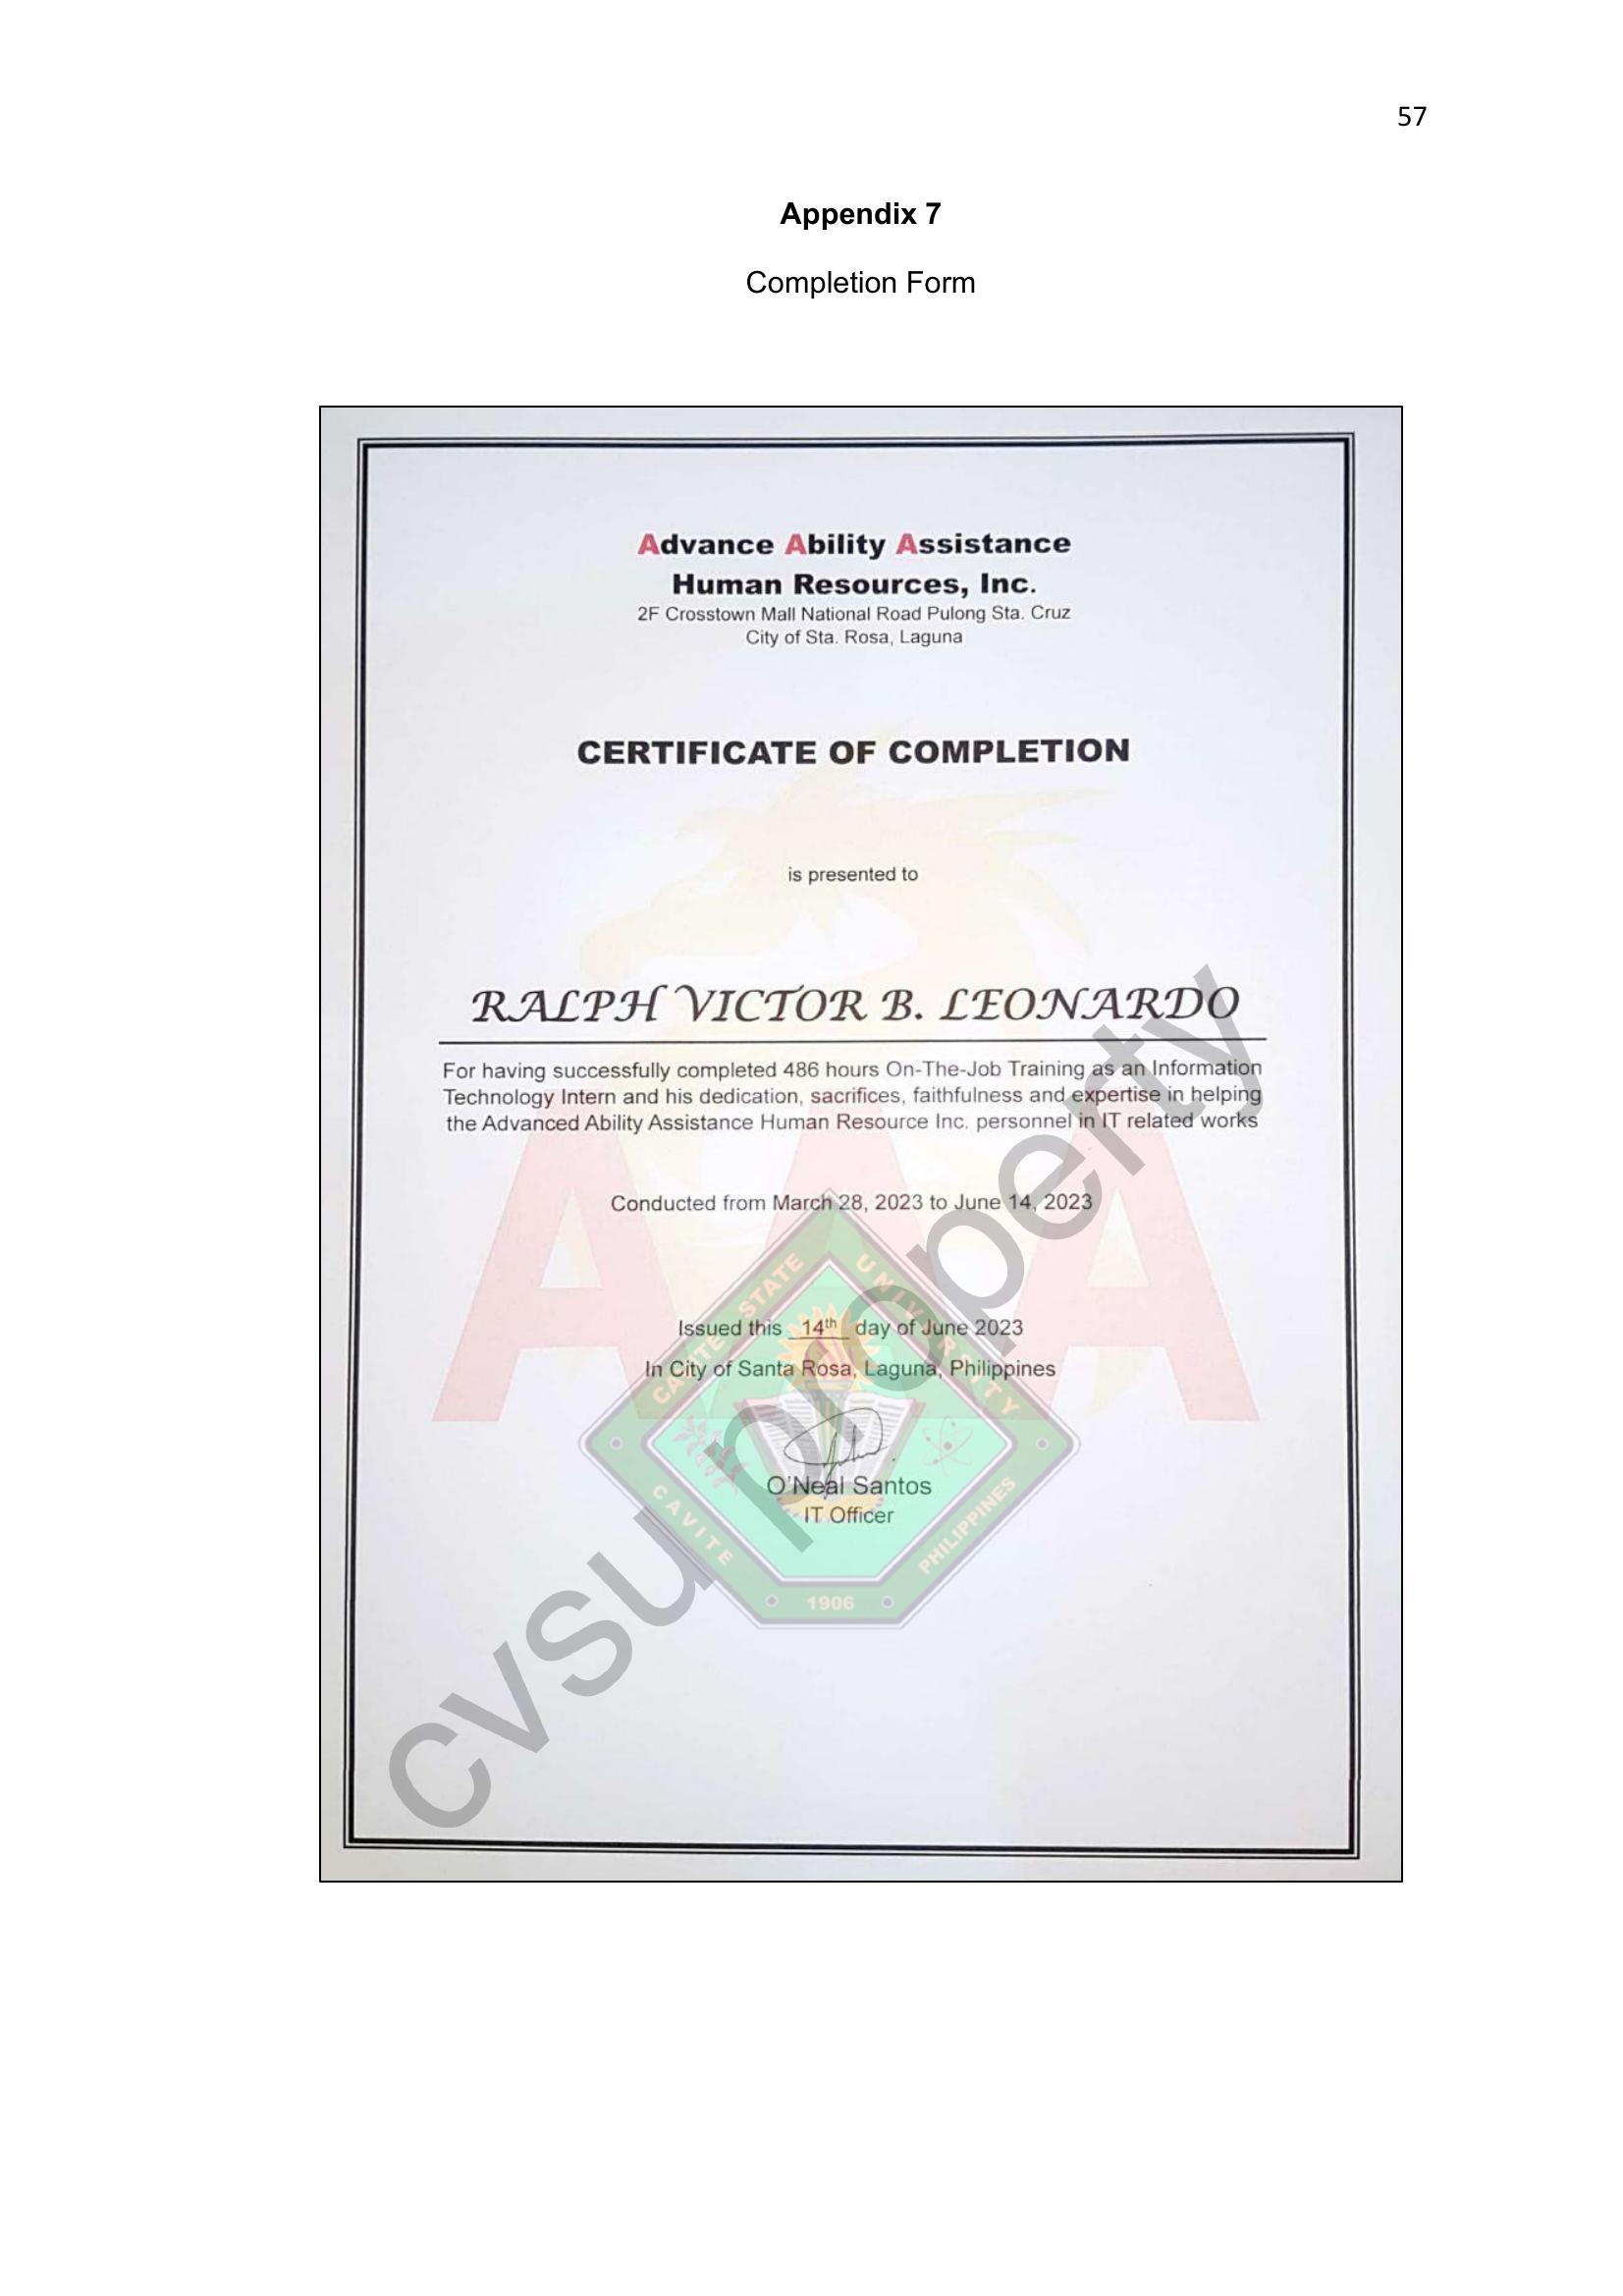 57
Appendix 7
Completion Form
Advance Ability Assistance
Human Resources, Inc.
2F Crosstown Mall National Road Pulong Sta. Cruz
City of Sta. Rosa, Laguna
CERTIFICATE OF COMPLETION
is presented to
RALPH VICTOR B. LEONARDO
For having successfully completed 486 hours On-The-Job Training as an Information
Technology Intern and his dedication, sacrifices, faithfulness and expertise in helping
the Advanced Ability Assistance Human Resource Inc. personnel in IT related works
Conducted from March 28, 2023 to June 14, 2023
Issued this 14th day of June 2023
In City of Santa Rosa, Laguna, Philippines
O'Neal Santos
IT Officer
AAA
CAVITE STATE UNIVERSITY
CAVITE
PHILIPPINES
1906
cvsu property